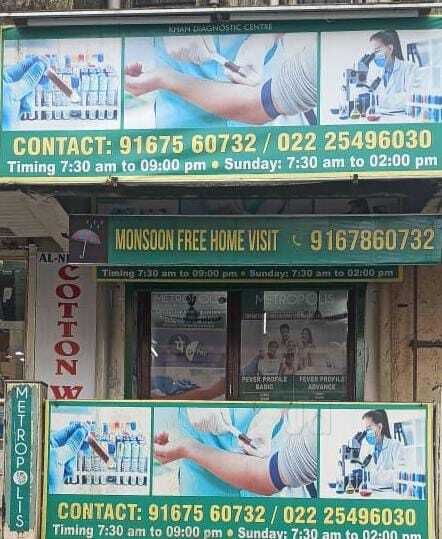 KHAN DIAGNOSTIC CENTRE
CONTACT: 91675 60732 / 022 25496030
Timing 7:30 am to 09:00 pm • Sunday: 7:30 am to 02:00 pm
MONSOON FREE HOME VISIT 9167860732
Timing 7:30 am to 09:00 pm • Sunday: 7:30 am to 02:00 pm
COTTON W
METROPOLIS
METROPOLIS
FEVER PROFILE BASIC
FEVER PROFILE ADVANCE
METROPOLIS
CONTACT: 91675 60732 / 022 25496030
Timing 7:30 am to 09:00 pm • Sunday: 7:30 am to 02:00 pm